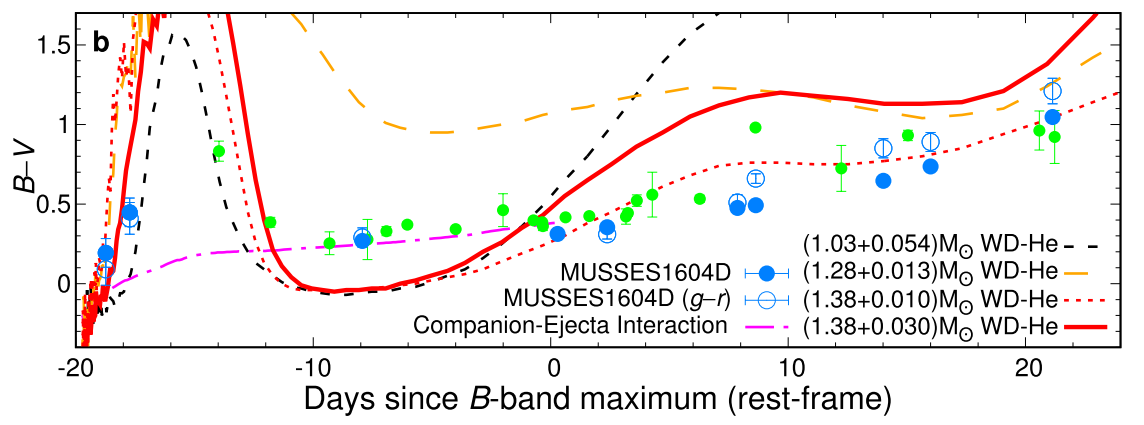 b
1.5
1
0.5
0
B–V
(1.03+0.054)M⊙ WD-He
MUSSES1604D (1.28+0.013)M⊙ WD-He
MUSSES1604D (g–r) (1.38+0.010)M⊙ WD-He
Companion-Ejecta Interaction (1.38+0.030)M⊙ WD-He
-20 -10 0 10 20
Days since B-band maximum (rest-frame)